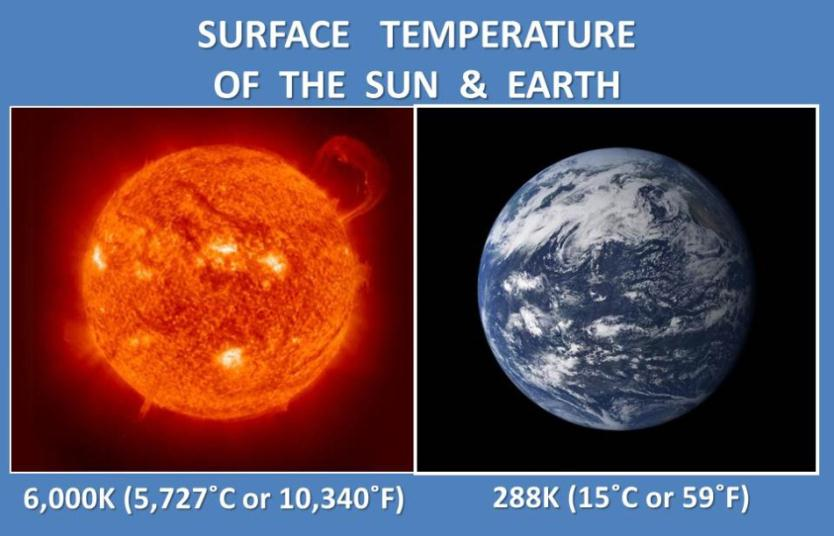 SURFACE TEMPERATURE
OF THE SUN & EARTH
6,000K (5,727˚C or 10,340˚F)
288K (15˚C or 59˚F)